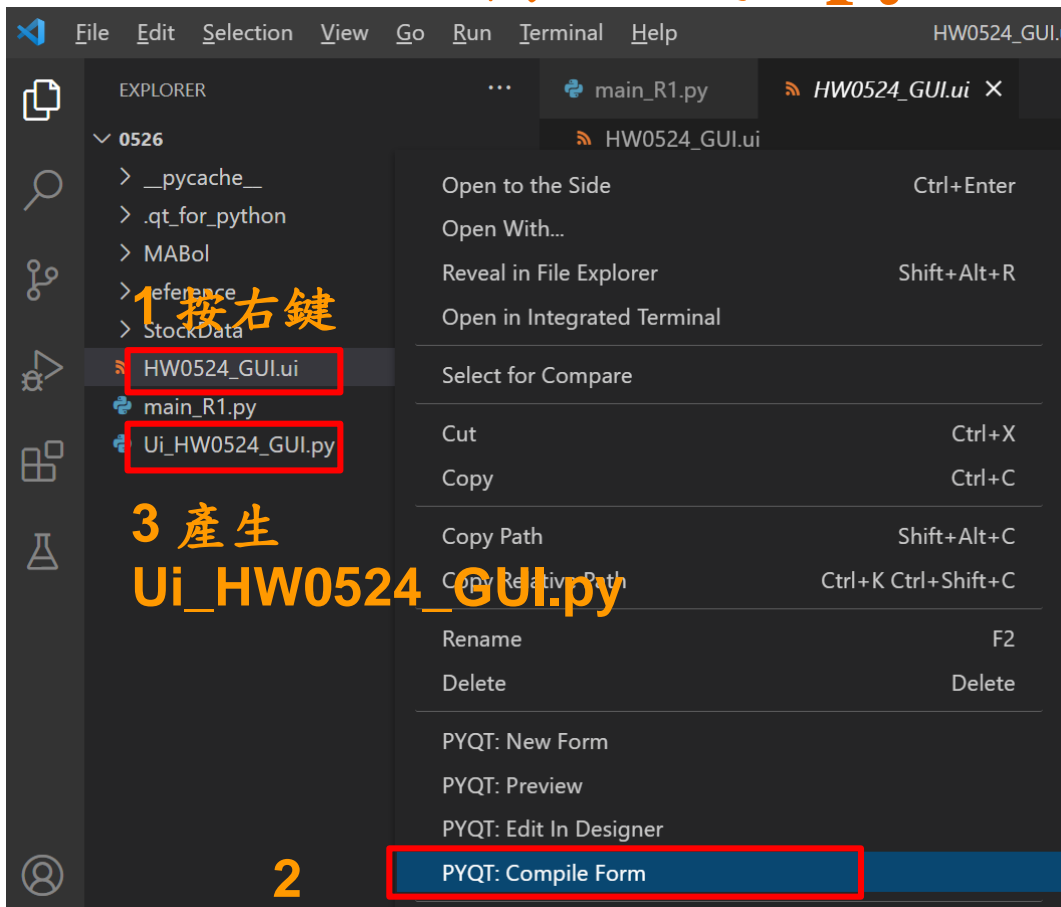 File Edit Selection View Go Run Terminal Help HW0524_GUI.
EXPLORER ... main_R1.py HW0524_GUI.ui
0526
HW0524_GUI.ui
__pycache__
.qt_for_python
MABol
reference
1 按右鍵
StockData
HW0524_GUI.ui
main_R1.py
Ui_HW0524_GUI.py
3 產生
Ui_HW0524_GUI.py
2
Open to the Side Ctrl+Enter
Open With...
Reveal in File Explorer Shift+Alt+R
Open in Integrated Terminal
Select for Compare
Cut Ctrl+X
Copy Ctrl+C
Copy Path Shift+Alt+C
Copy Relative Path Ctrl+K Ctrl+Shift+C
Rename F2
Delete Delete
PYQT: New Form
PYQT: Preview
PYQT: Edit In Designer
PYQT: Compile Form